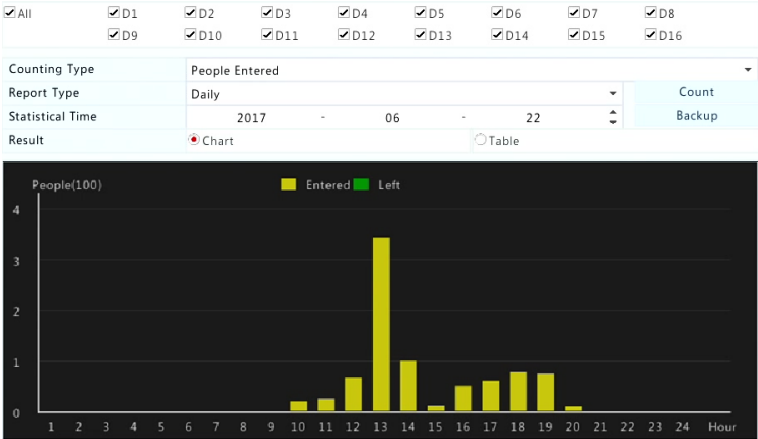 All D1 D2 D3 D4 D5 D6 D7 D8
D9 D10 D11 D12 D13 D14 D15 D16
Counting Type People Entered
Report Type Daily Count
Statistical Time 2017 - 06 - 22 Backup
Result Chart Table
People(100) Entered Left
4
3
2
1
0
1 2 3 4 5 6 7 8 9 10 11 12 13 14 15 16 17 18 19 20 21 22 23 24 Hour